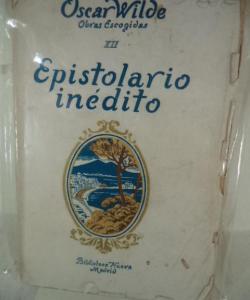 Oscar Wilde
Obras Escogidas
XII
Epistolario
inédito
Biblioteca Nueva
Madrid